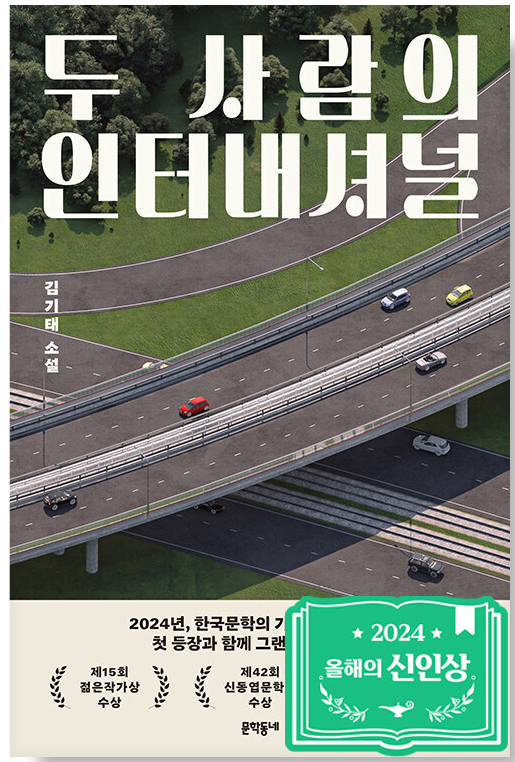 두 사람의
인터내셔널
김기태 소설
2024년, 한국문학의
첫 등장과 함께
제15회
젊은작가상
수상
제42회
신동엽문학
수상
문학동네
2024
올해의 신인상